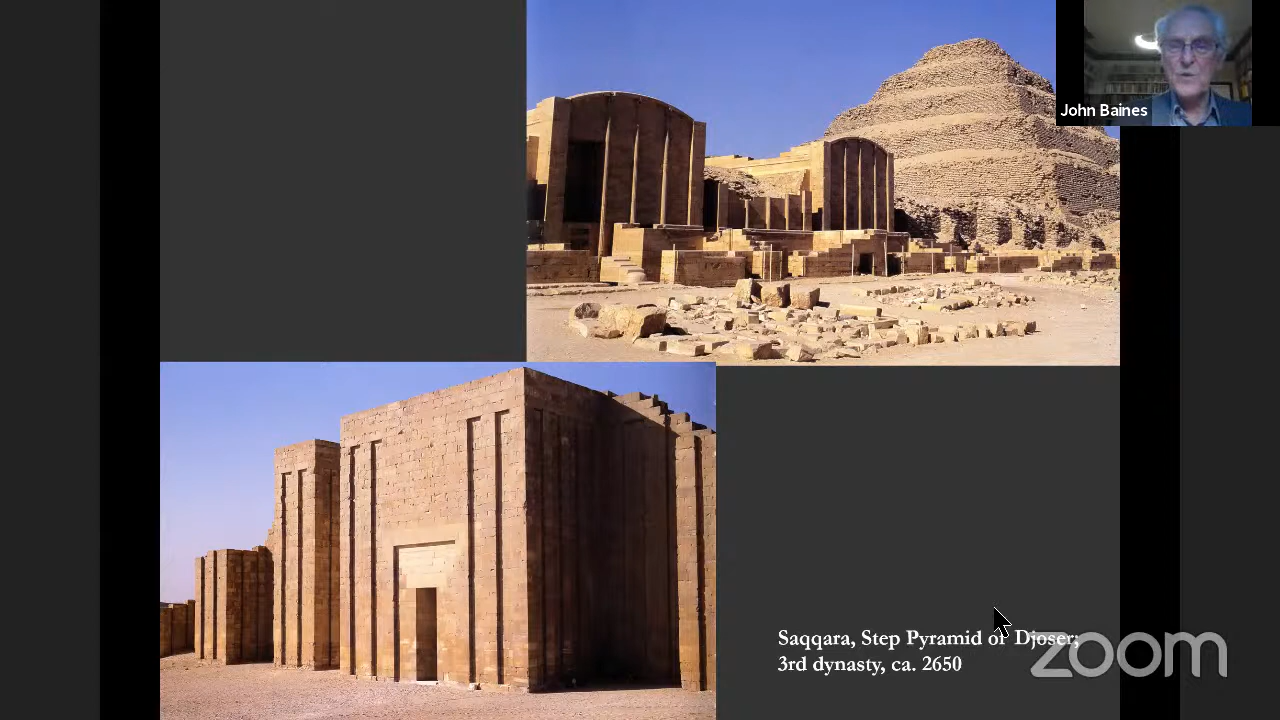 John Baines
Saqqara, Step Pyramid of Djoser;
3rd dynasty, ca. 2650
zoom